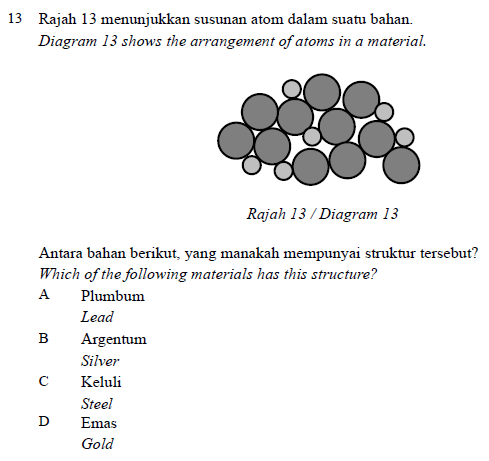 13 Rajah 13 menunjukkan susunan atom dalam suatu bahan.
Diagram 13 shows the arrangement of atoms in a material.
Rajah 13 / Diagram 13
Antara bahan berikut, yang manakah mempunyai struktur tersebut?
Which of the following materials has this structure?
A Plumbum
Lead
B Argentum
Silver
C Keluli
Steel
D Emas
Gold